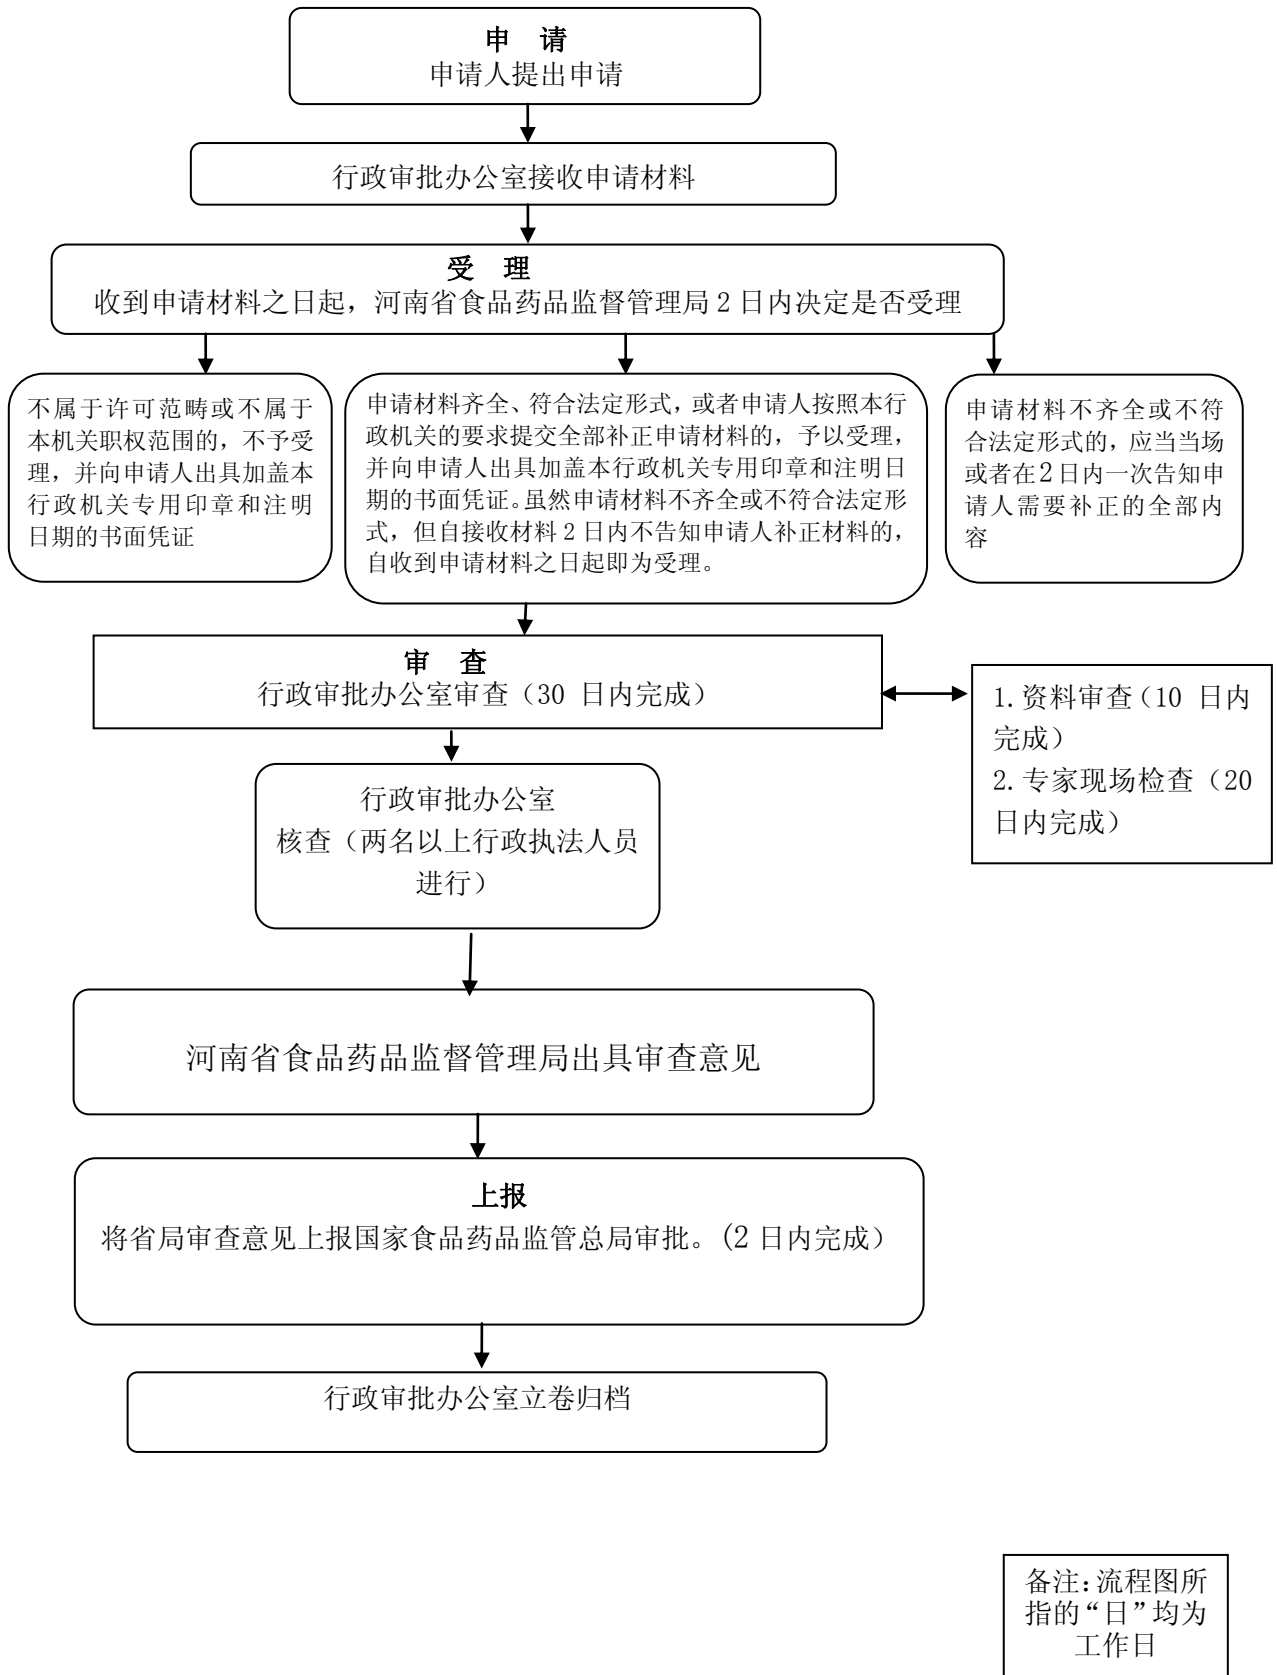 申 请
申请人提出申请
行政审批办公室接收申请材料
受 理
收到申请材料之日起，河南省食品药品监督管理局 2 日内决定是否受理
不属于许可范畴或不属于
本机关职权范围的，不予受
理，并向申请人出具加盖本
行政机关专用印章和注明
日期的书面凭证
申请材料齐全、符合法定形式，或者申请人按照本行
政机关的要求提交全部补正申请材料的，予以受理，
并向申请人出具加盖本行政机关专用印章和注明日
期的书面凭证。虽然申请材料不齐全或不符合法定形
式，但自接收材料 2 日内不告知申请人补正材料的，
自收到申请材料之日起即为受理。
申请材料不齐全或不符
合法定形式的，应当当场
或者在2日内一次告知申
请人需要补正的全部内
容
审 查
行政审批办公室审查（30 日内完成）
1.资料审查（10 日内
完成）
2.专家现场检查（20
日内完成）
行政审批办公室
核查（两名以上行政执法人员
进行）
河南省食品药品监督管理局出具审查意见
上报
将省局审查意见上报国家食品药品监管总局审批。(2 日内完成）
行政审批办公室立卷归档
备注：流程图所
指的“日”均为
工作日